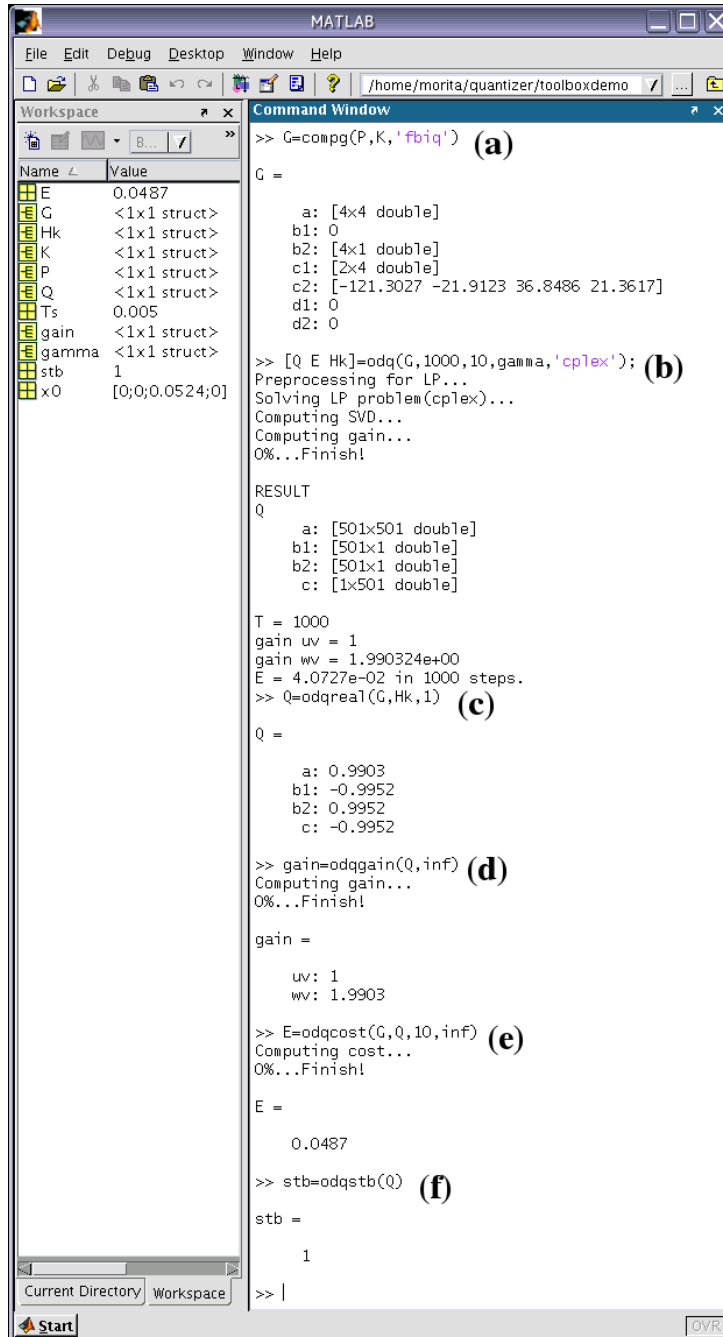 MATLAB
File Edit Debug Desktop Window Help
/home/morita/quantizer/toolboxdemo ...
Workspace
B...
»
Name Value
E 0.0487
G <1x1 struct>
Hk <1x1 struct>
K <1x1 struct>
P <1x1 struct>
Q <1x1 struct>
Ts 0.005
gain <1x1 struct>
gamma <1x1 struct>
stb 1
x0 [0;0;0.0524;0]
Current Directory Workspace
Command Window
>> G=compg(P,K,'fbiq') (a)
G =
a: [4x4 double]
b1: 0
b2: [4x1 double]
c1: [2x4 double]
c2: [-121.3027 -21.9123 36.8486 21.3617]
d1: 0
d2: 0
>> [Q E Hk]=odq(G,1000,10,gamma,'cplex'); (b)
Preprocessing for LP...
Solving LP problem(cplex)...
Computing SVD...
Computing gain...
0%...Finish!
RESULT
Q
a: [501x501 double]
b1: [501x1 double]
b2: [501x1 double]
c: [1x501 double]
T = 1000
gain uv = 1
gain wv = 1.990324e+00
E = 4.0727e-02 in 1000 steps.
>> Q=odqreal(G,Hk,1) (c)
Q =
a: 0.9903
b1: -0.9952
b2: 0.9952
c: -0.9952
>> gain=odqgain(Q,inf) (d)
Computing gain...
0%...Finish!
gain =
uv: 1
wv: 1.9903
>> E=odqcost(G,Q,10,inf) (e)
Computing cost...
0%...Finish!
E =
0.0487
>> stb=odqstb(Q) (f)
stb =
1
>>
Start
OVR